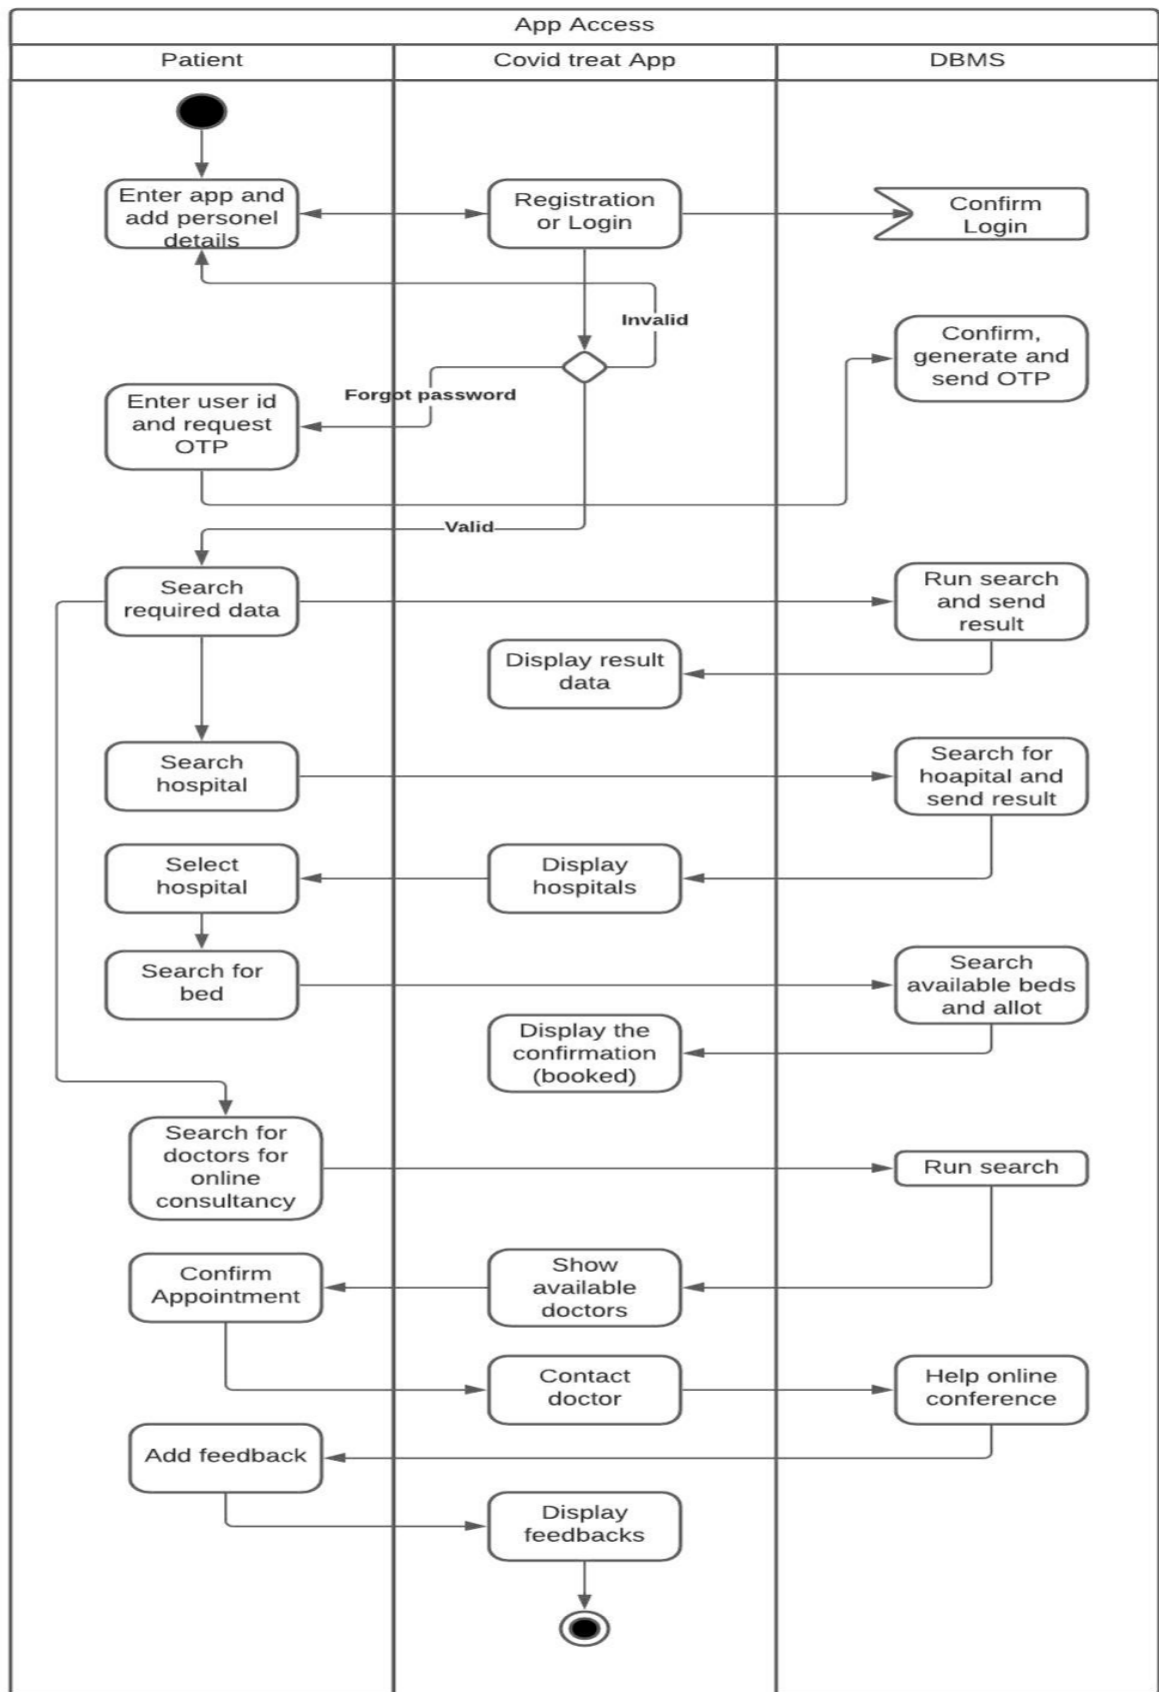 App Access
Patient
Covid treat App
DBMS
Enter app and
add personel
details
Registration
or Login
Confirm
Login
Invalid
Confirm,
generate and
send OTP
Forgot password
Enter user id
and request
OTP
Valid
Search
required data
Run search
and send
result
Display result
data
Search
hospital
Search for
hoapital and
send result
Select
hospital
Display
hospitals
Search for
bed
Search
available beds
and allot
Display the
confirmation
(booked)
Search for
doctors for
online
consultancy
Run search
Confirm
Appointment
Show
available
doctors
Contact
doctor
Help online
conference
Add feedback
Display
feedbacks